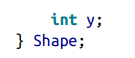 int y;
} Shape;